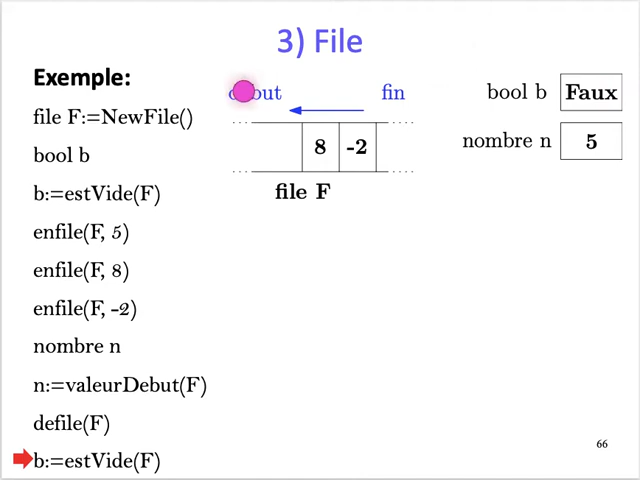 3) File
Exemple:
file F:=NewFile()
bool b
b:=estVide(F)
enfile(F, 5)
enfile(F, 8)
enfile(F, -2)
nombre n
n:=valeurDebut(F)
defile(F)
b:=estVide(F)
fin
8 -2
file F
bool b Faux
nombre n 5
66